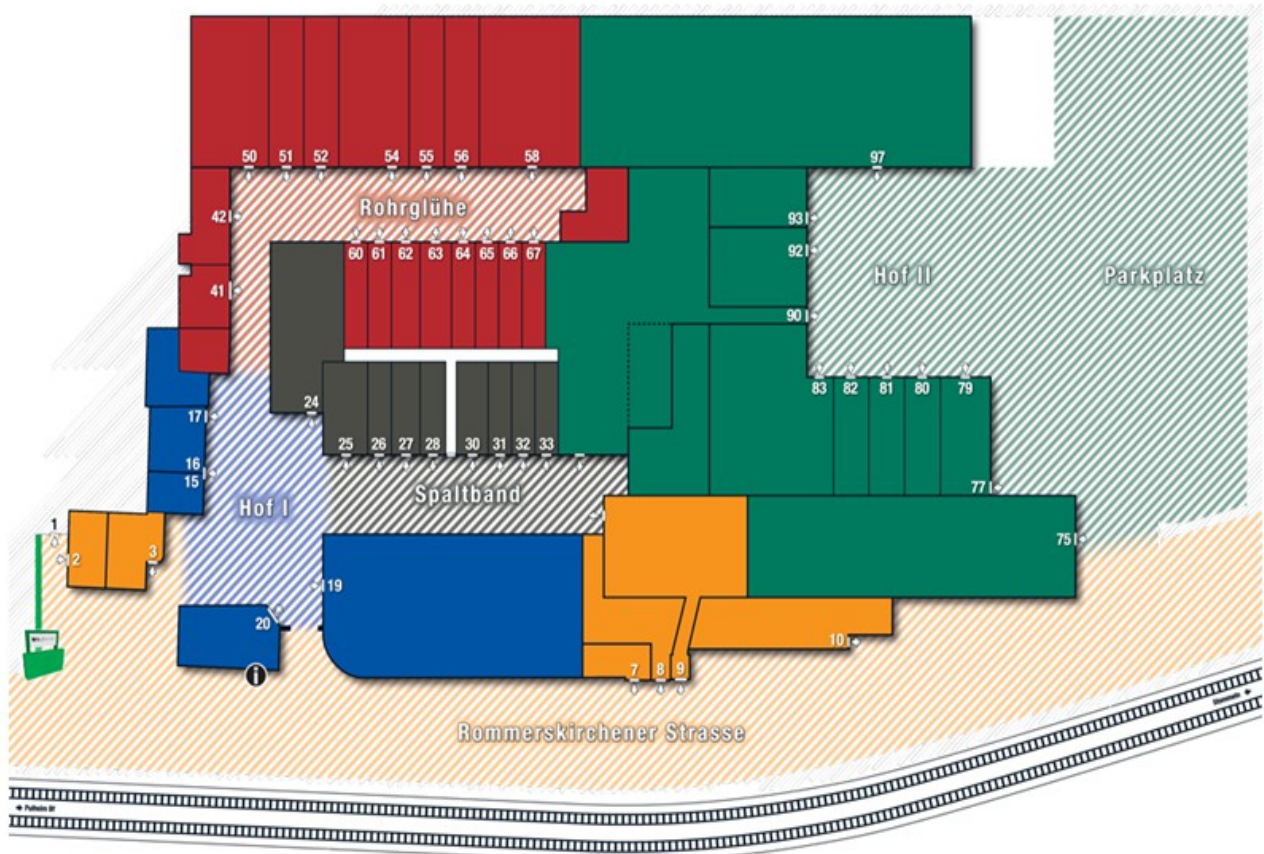 50 51 52 54 55 56 58 97
42 Rohrglühe 93
60 61 62 63 64 65 66 67 92
41 Hof II Parkplatz
90
83 82 81 80 79
24
17
25 26 27 28 30 31 32 33
16
15 Hof I Spaltband 77
1
2 3 75
19
20 10
i 7 8 9
Rommerskirchener Strasse
Pulheim Bf